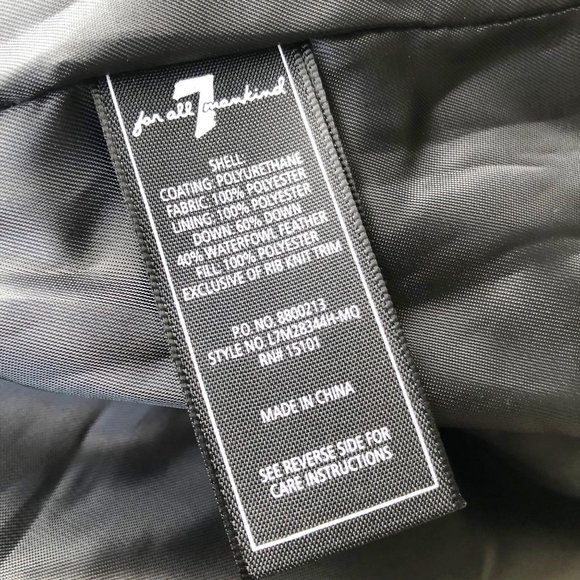 7
for all mankind
SHELL:
COATING: POLYURETHANE
FABRIC: 100% POLYESTER
LINING: 100% POLYESTER
DOWN: 60% DOWN
40% WATERFOWL FEATHER
FILL: 100% POLYESTER
EXCLUSIVE OF RIB KNIT TRIM
P.O. NO. 8800213
STYLE NO. L7M28344H-MQ
RN# 15101
MADE IN CHINA
SEE REVERSE SIDE FOR
CARE INSTRUCTIONS